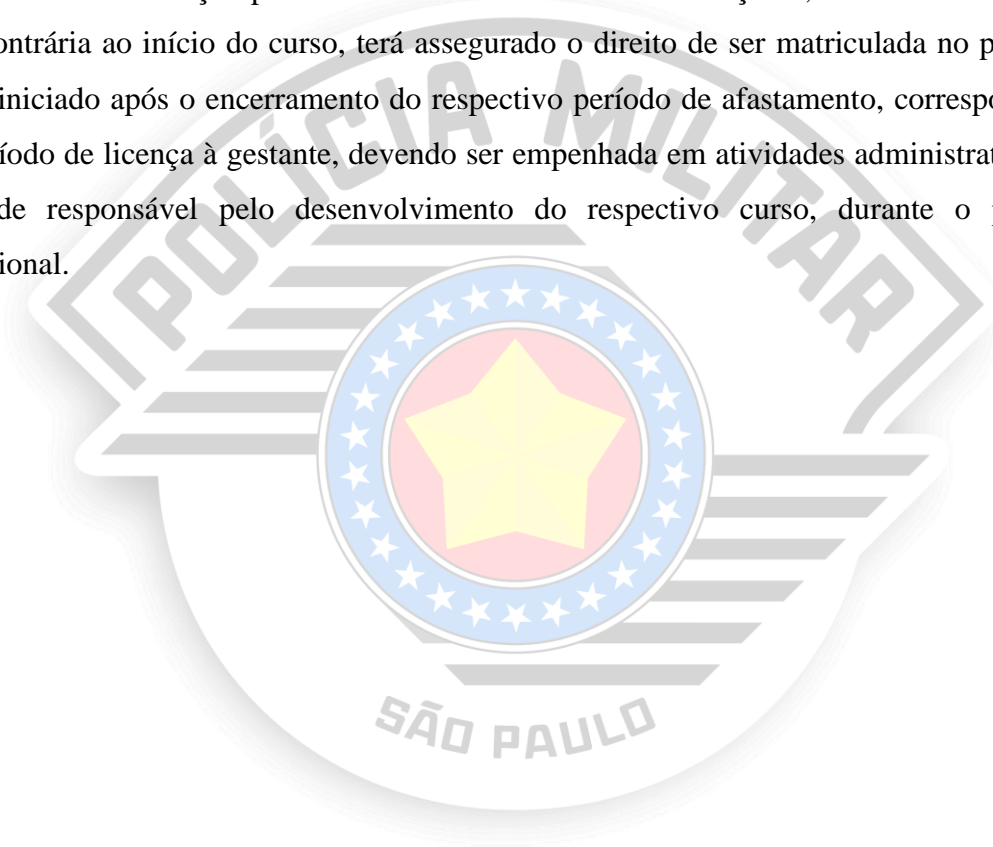 ontrária ao início do curso, terá assegurado o direito de ser matriculada no p
iniciado após o encerramento do respectivo período de afastamento, correspo
íodo de licença à gestante, devendo ser empenhada em atividades administrat
de responsável pelo desenvolvimento do respectivo curso, durante o p
ional.
POLÍCIA MILITAR
SÃO PAULO